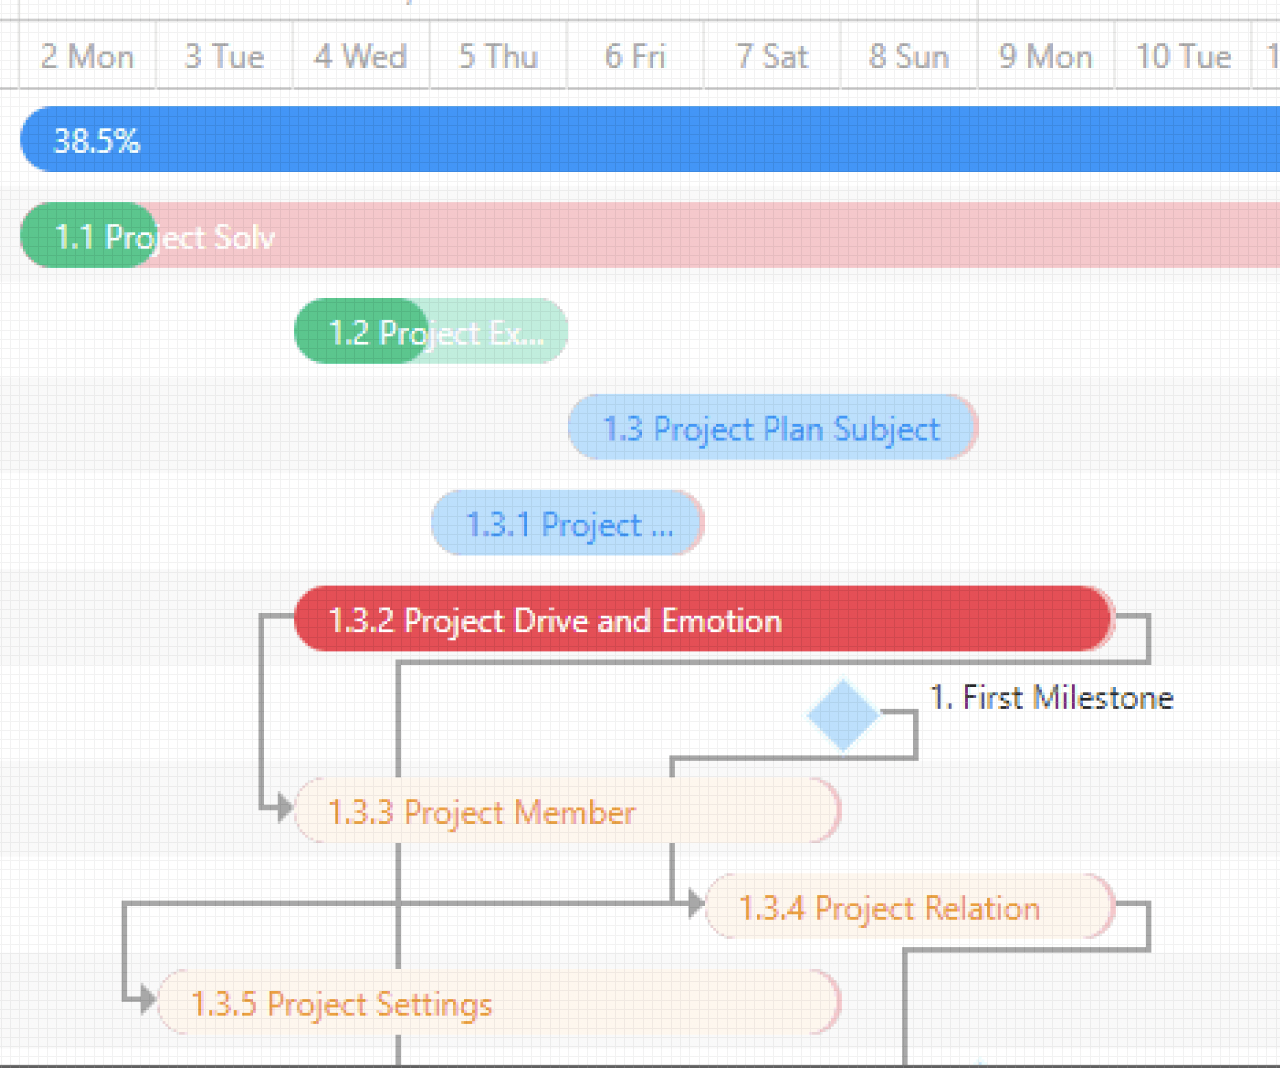 2 Mon 3 Tue 4 Wed 5 Thu 6 Fri 7 Sat 8 Sun 9 Mon 10 Tue 1
38.5%
1.1 Project Solv
1.2 Project Ex...
1.3 Project Plan Subject
1.3.1 Project ...
1.3.2 Project Drive and Emotion
1. First Milestone
1.3.3 Project Member
1.3.4 Project Relation
1.3.5 Project Settings